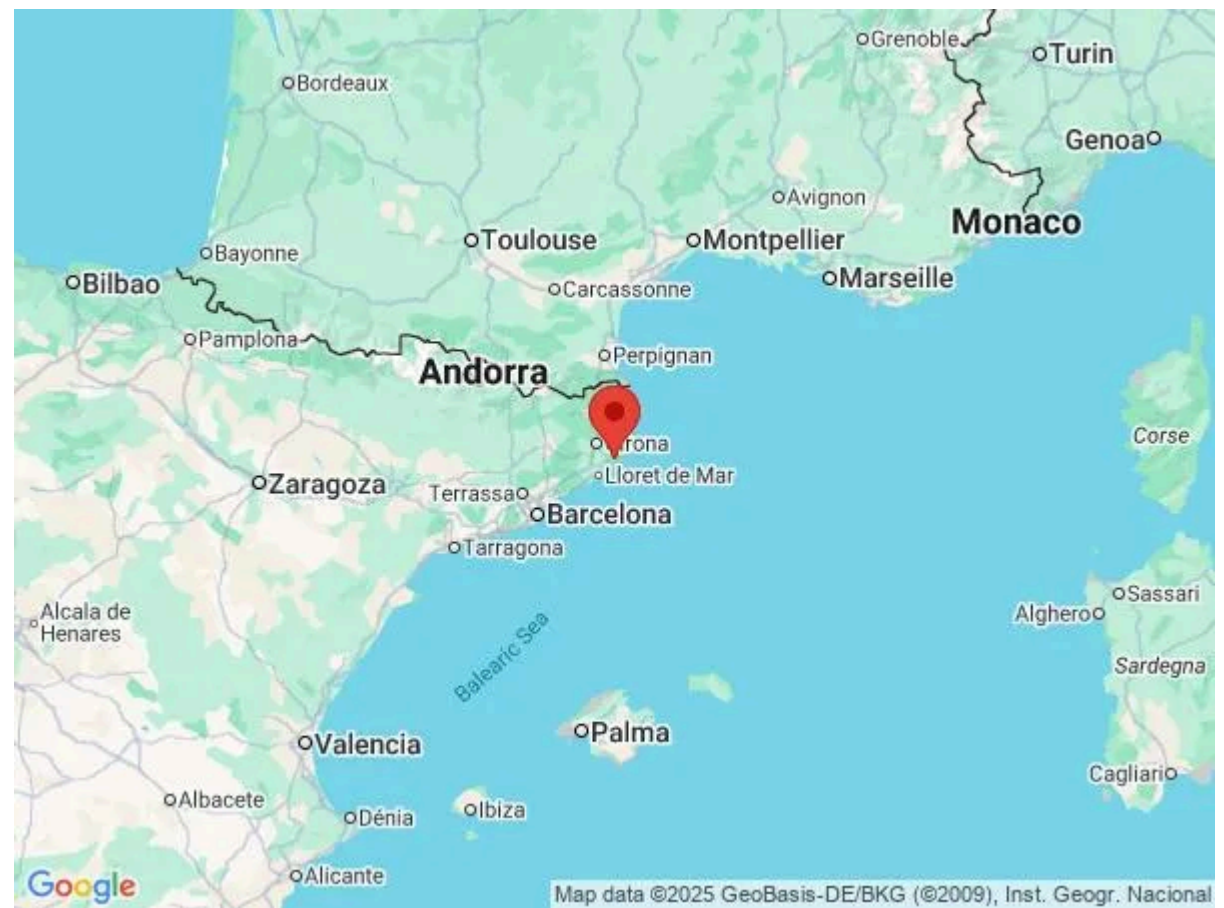 Grenoble
Turin
Bordeaux
Genoa
Avignon
Monaco
Toulouse
Montpellier
Bayonne
Marseille
Bilbao
Carcassonne
Pamplona
Perpignan
Andorra
Corse
rona
Lloret de Mar
Zaragoza
Terrassa
Barcelona
Tarragona
Sassari
Alcala de
Henares
Alghero
Balearic Sea
Sardegna
Palma
Valencia
Cagliari
Albacete
Ibiza
Dénia
Alicante
Google
Map data ©2025 GeoBasis-DE/BKG (©2009), Inst. Geogr. Nacional